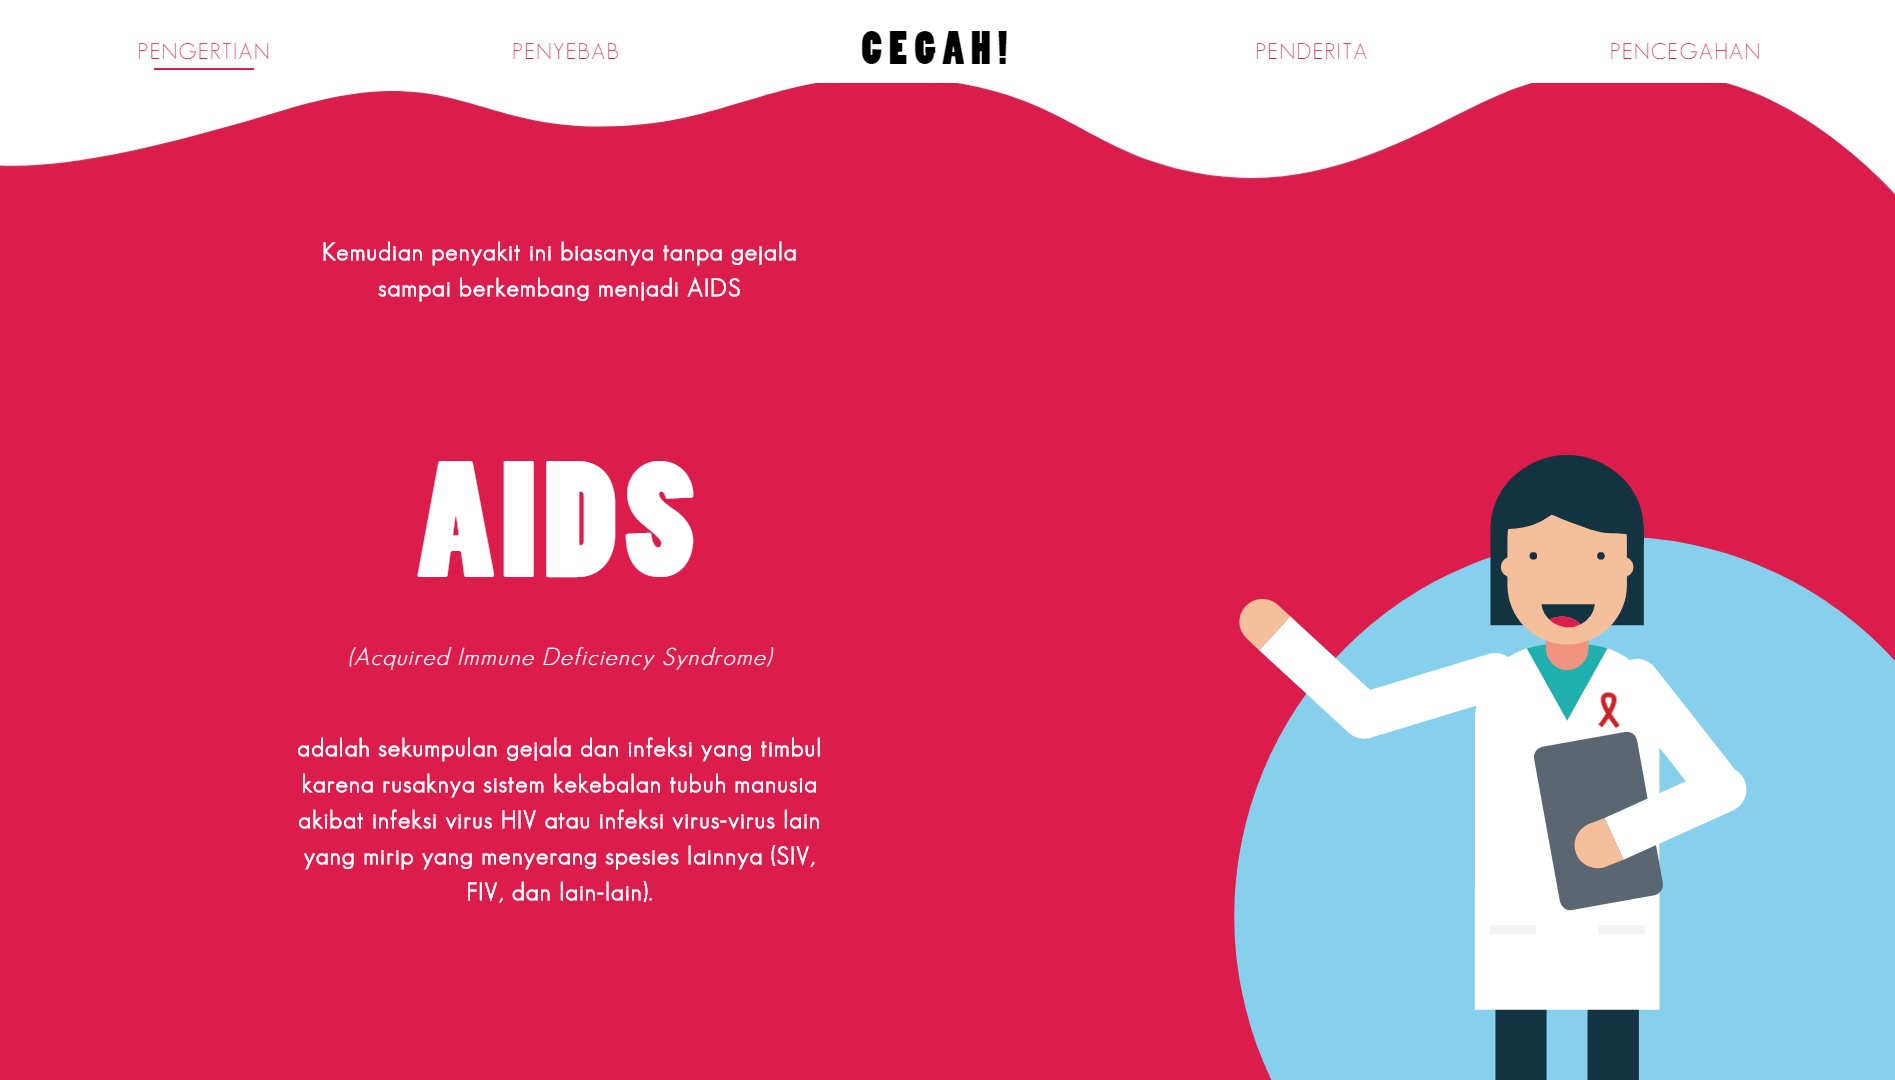 PENGERTIAN
PENYEBAB
CEGAH!
PENDERITA
PENCEGAHAN
Kemudian penyakit ini biasanya tanpa gejala
sampai berkembang menjadi AIDS
AIDS
(Acquired Immune Deficiency Syndrome)
adalah sekumpulan gejala dan infeksi yang timbul
karena rusaknya sistem kekebalan tubuh manusia
akibat infeksi virus HIV atau infeksi virus-virus lain
yang mirip yang menyerang spesies lainnya (SIV,
FIV, dan lain-lain).